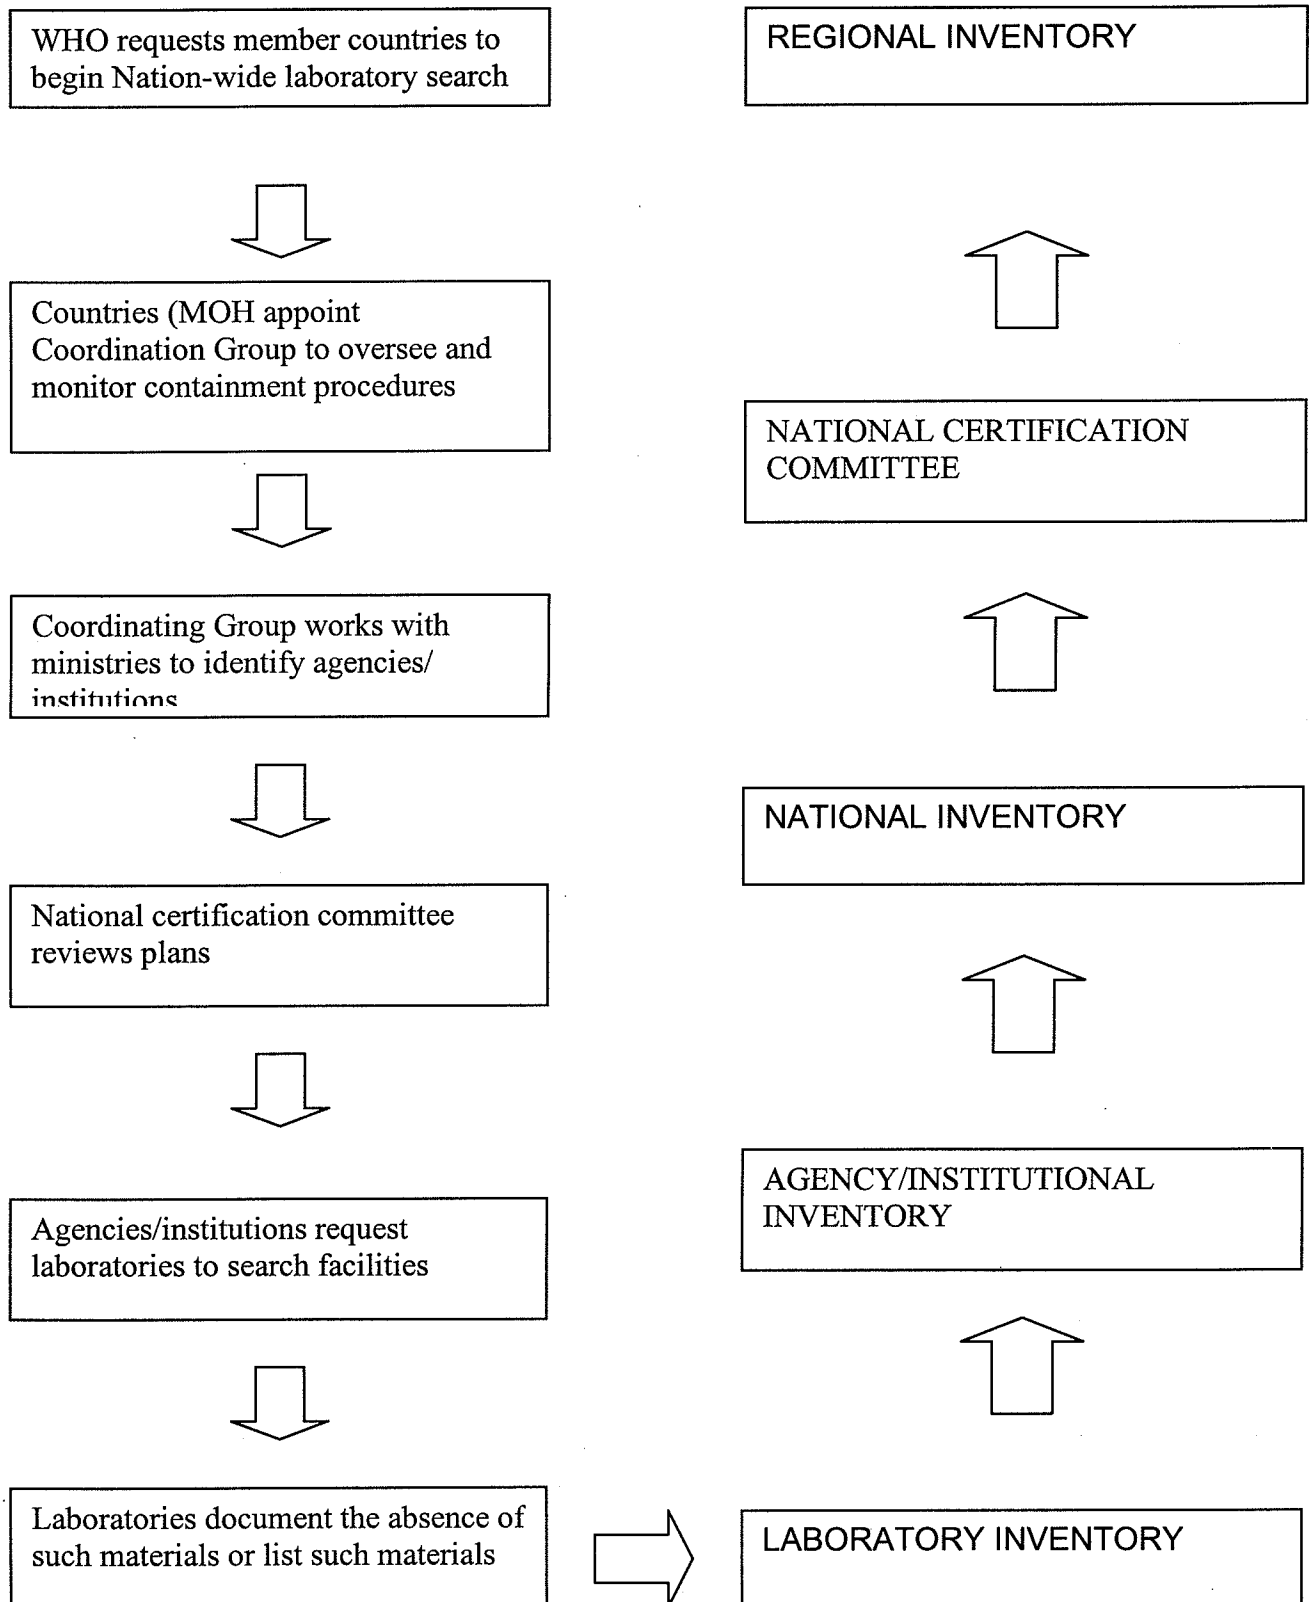 WHO requests member countries to
begin Nation-wide laboratory search
Countries (MOH appoint
Coordination Group to oversee and
monitor containment procedures
Coordinating Group works with
ministries to identify agencies/
institutions
National certification committee
reviews plans
Agencies/institutions request
laboratories to search facilities
Laboratories document the absence of
such materials or list such materials
LABORATORY INVENTORY
AGENCY/INSTITUTIONAL
INVENTORY
NATIONAL INVENTORY
NATIONAL CERTIFICATION
COMMITTEE
REGIONAL INVENTORY